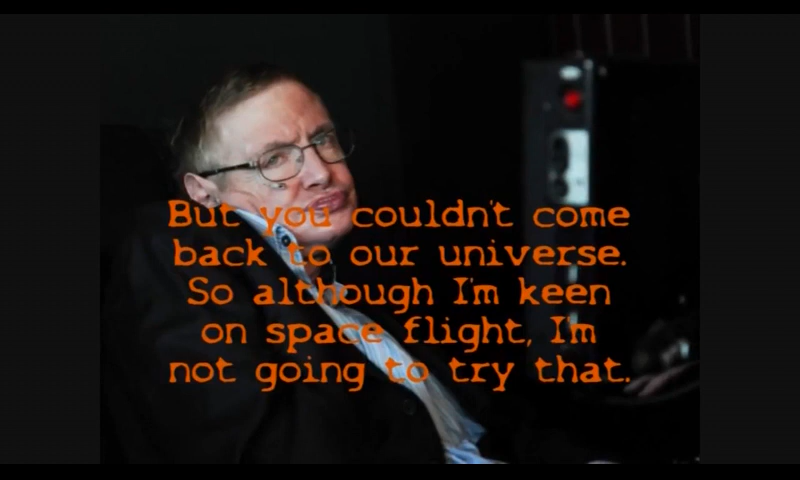 But you couldn't come
back to our universe.
So although I'm keen
on space flight, I'm
not going to try that.